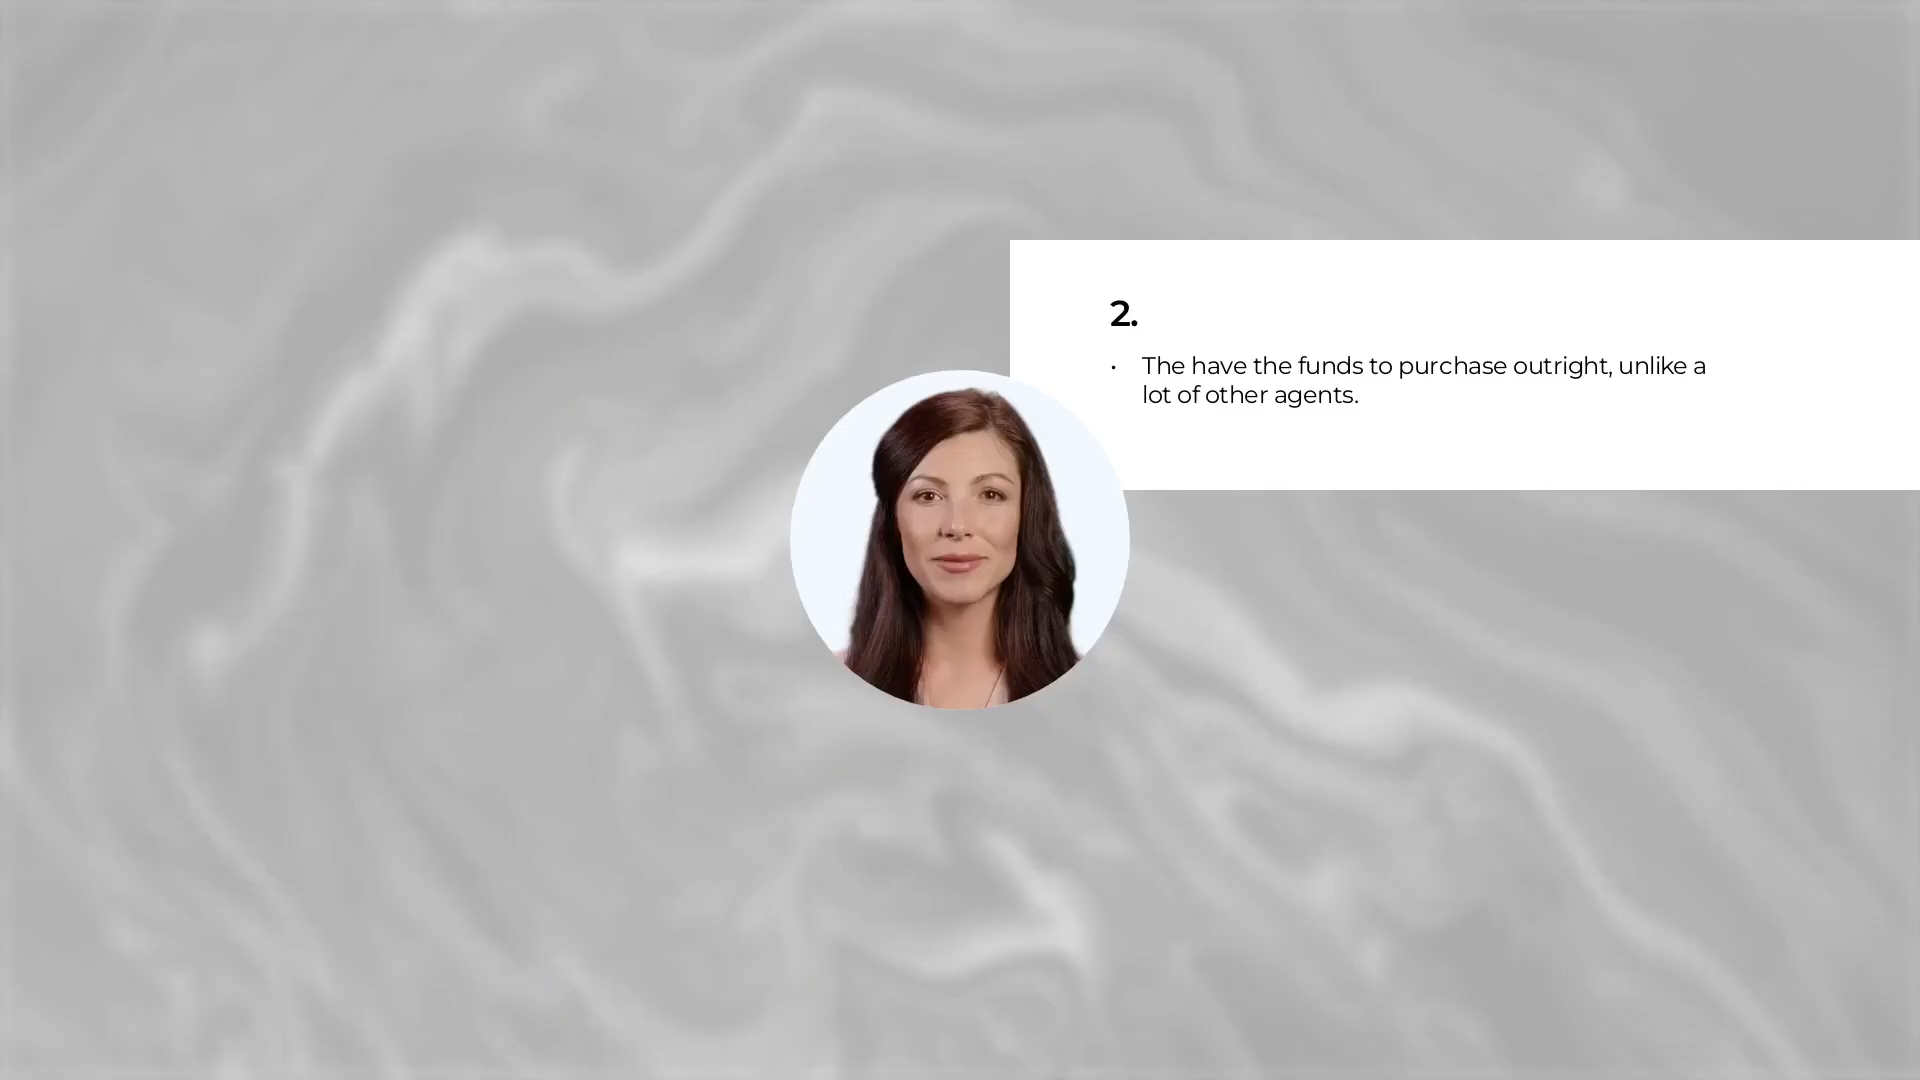 2.
• The have the funds to purchase outright, unlike a
lot of other agents.